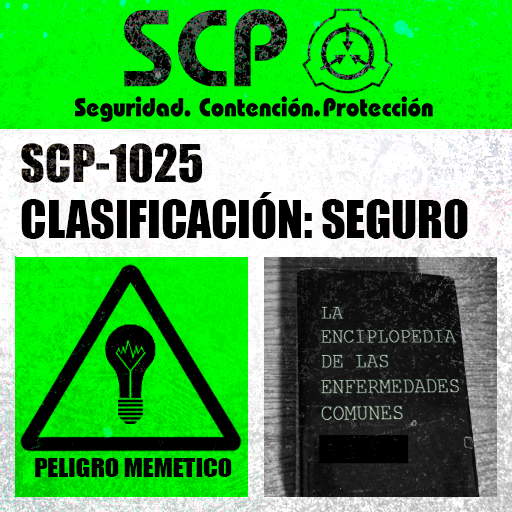 SCP
Seguridad. Contención. Protección
SCP-1025
CLASIFICACIÓN: SEGURO
PELIGRO MEMETICO
LA
ENCIPLOPEDIA
DE LAS
ENFERMEDADES
COMUNES